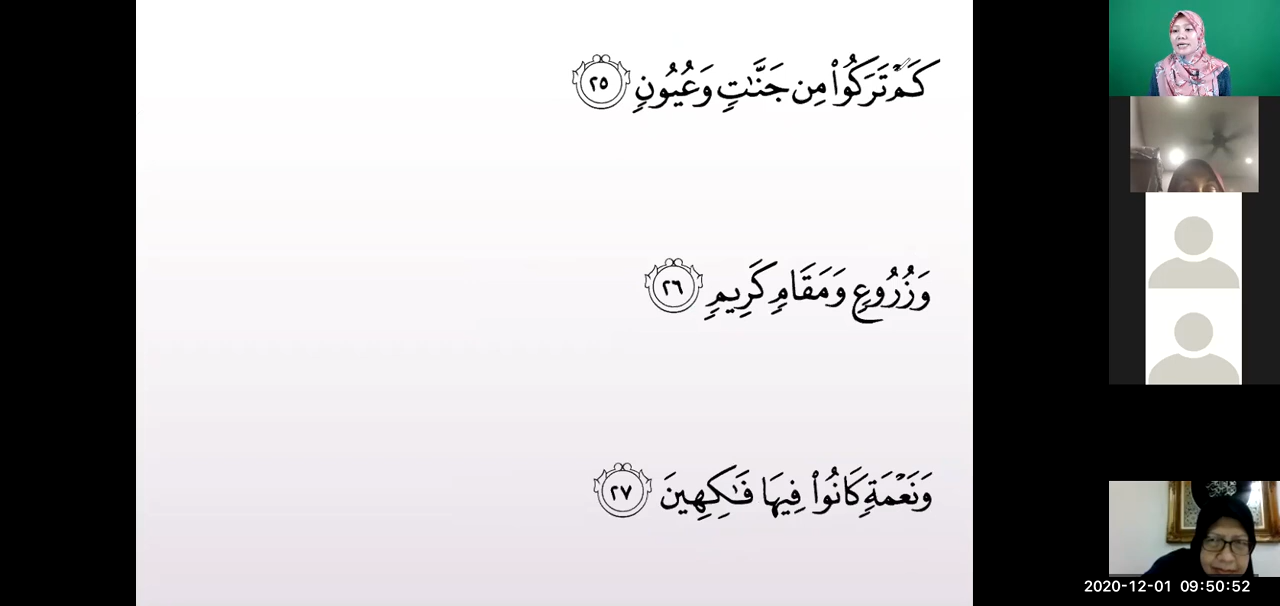 كَمْ تَرَكُوا۟ مِن جَنَّـٰتٍ وَعُيُونٍ ٢٥
وَزُرُوعٍ وَمَقَامٍ كَرِيمٍ ٢٦
وَنَعْمَةٍ كَانُوا۟ فِيهَا فَـٰكِهِينَ ٢٧
2020-12-01 09:50:52